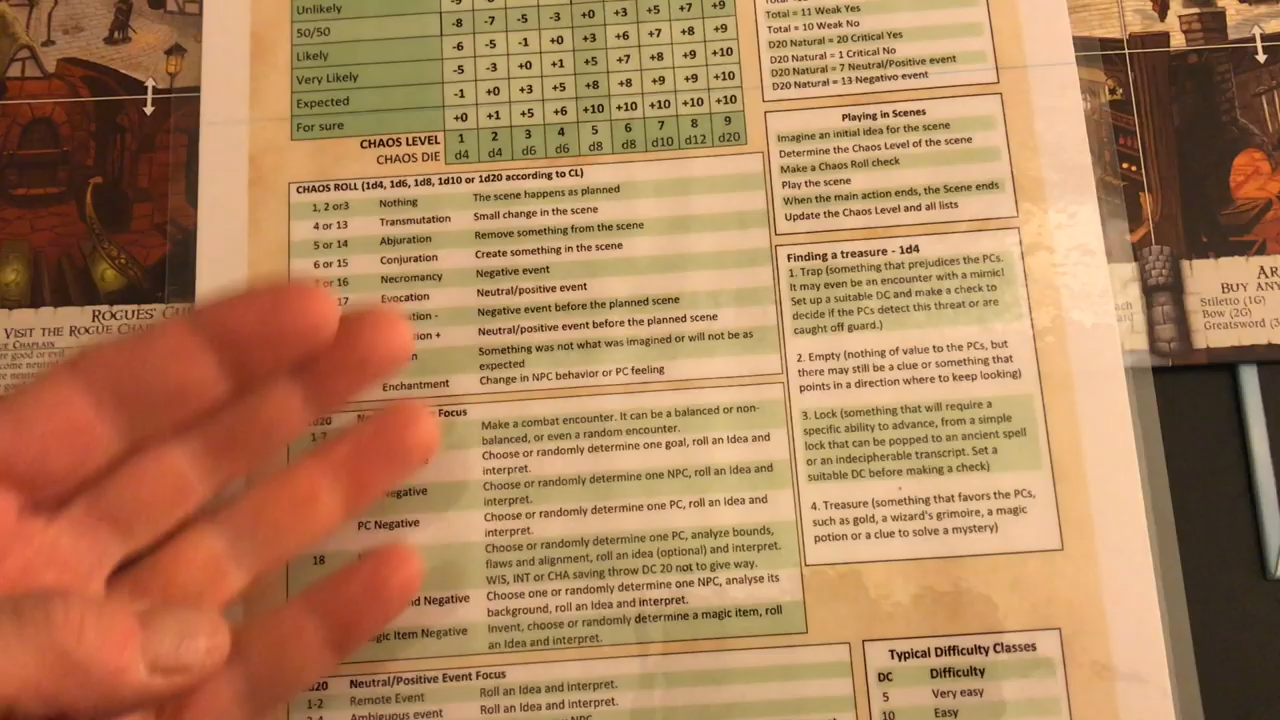 Unlikely
50/50 -8 -7 -5 -3 +0 +3 +5 +7 +9
Likely -6 -5 -1 +0 +3 +6 +7 +8 +9
Very Likely -5 -3 +0 +1 +5 +7 +8 +9 +10
Expected -1 +0 +3 +5 +8 +8 +9 +9 +10
For sure +0 +1 +5 +6 +10 +10 +10 +10 +10
CHAOS LEVEL 1 2 3 4 5 6 7 8 9
CHAOS DIE d4 d4 d6 d6 d8 d8 d10 d12 d20
CHAOS ROLL (1d4, 1d6, 1d8, 1d10 or 1d20 according to CL)
1, 2 or3 Nothing The scene happens as planned
4 or 13 Transmutation Small change in the scene
5 or 14 Abjuration Remove something from the scene
6 or 15 Conjuration Create something in the scene
or 16 Necromancy Negative event
17 Evocation Neutral/positive event
ation - Negative event before the planned scene
ion + Neutral/positive event before the planned scene
n Something was not what was imagined or will not be as
expected
Enchantment Change in NPC behavior or PC feeling
Focus
1-7 Make a combat encounter. It can be a balanced or non-
balanced, or even a random encounter.
Choose or randomly determine one goal, roll an Idea and
interpret.
egative Choose or randomly determine one NPC, roll an Idea and
interpret.
PC Negative Choose or randomly determine one PC, roll an Idea and
interpret.
18 Choose or randomly determine one PC, analyze bounds,
flaws and alignment, roll an idea (optional) and interpret.
WIS, INT or CHA saving throw DC 20 not to give way.
nd Negative Choose one or randomly determine one NPC, analyse its
background, roll an Idea and interpret.
gic Item Negative Invent, choose or randomly determine a magic item, roll
an Idea and interpret.
d20 Neutral/Positive Event Focus
1-2 Remote Event Roll an Idea and interpret.
Ambiguous event Roll an Idea and interpret.
Total = 11 Weak Yes
Total = 10 Weak No
D20 Natural = 20 Critical Yes
D20 Natural = 1 Critical No
D20 Natural = 7 Neutral/Positive event
D20 Natural = 13 Negativo event
Playing in Scenes
Imagine an initial idea for the scene
Determine the Chaos Level of the scene
Make a Chaos Roll check
Play the scene
When the main action ends, the Scene ends
Update the Chaos Level and all lists
Finding a treasure - 1d4
1. Trap (something that prejudices the PCs.
It may even be an encounter with a mimic!
Set up a suitable DC and make a check to
decide if the PCs detect this threat or are
caught off guard.)
2. Empty (nothing of value to the PCs, but
there may still be a clue or something that
points in a direction where to keep looking)
3. Lock (something that will require a
specific ability to advance, from a simple
lock that can be popped to an ancient spell
or an indecipherable transcript. Set a
suitable DC before making a check)
4. Treasure (something that favors the PCs,
such as gold, a wizard's grimoire, a magic
potion or a clue to solve a mystery)
Typical Difficulty Classes
DC Difficulty
5 Very easy
10 Easy
ROGUES'
VISIT THE ROGUE
CHAPLAIN
good or evil
AR
BUY ANY
Stiletto (1G)
Bow (2G)
Greatsword